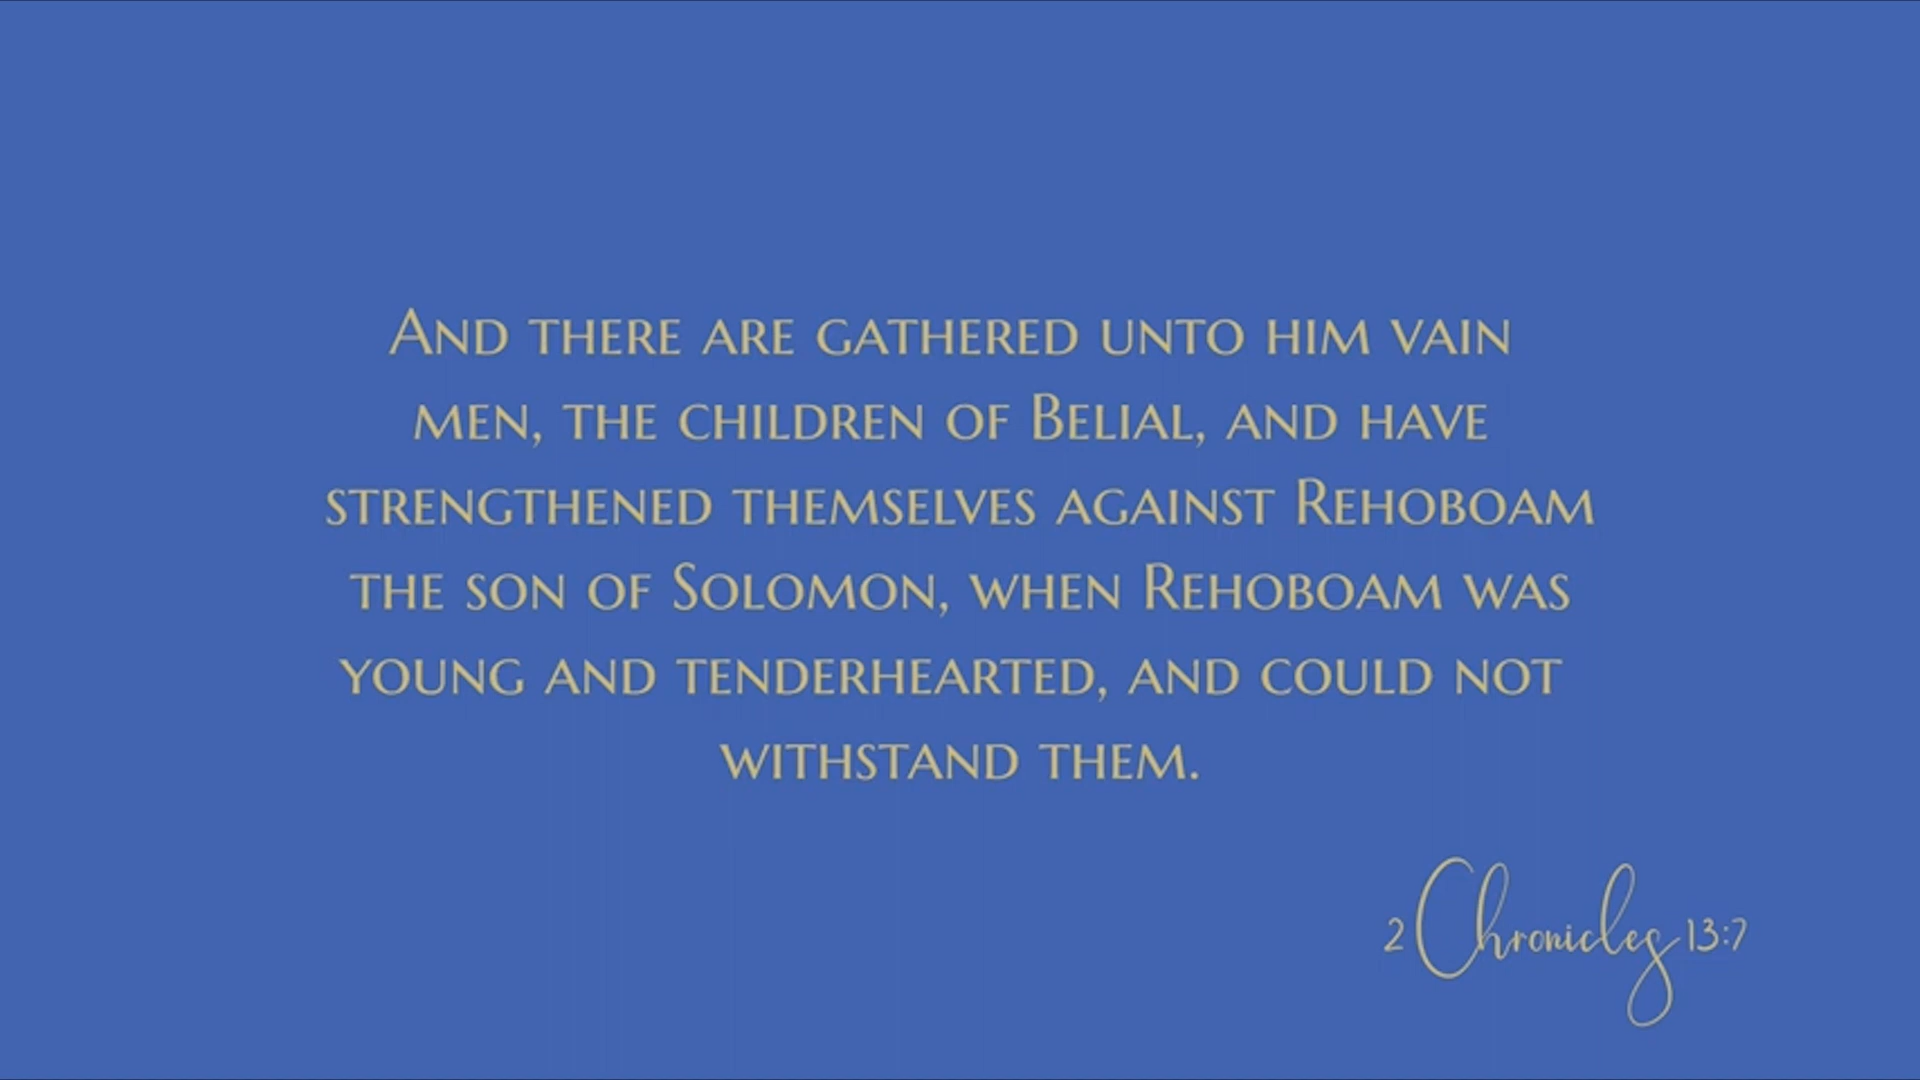 And there are gathered unto him vain
men, the children of Belial, and have
strengthened themselves against Rehoboam
the son of Solomon, when Rehoboam was
young and tenderhearted, and could not
withstand them.
2 Chronicles 13:7